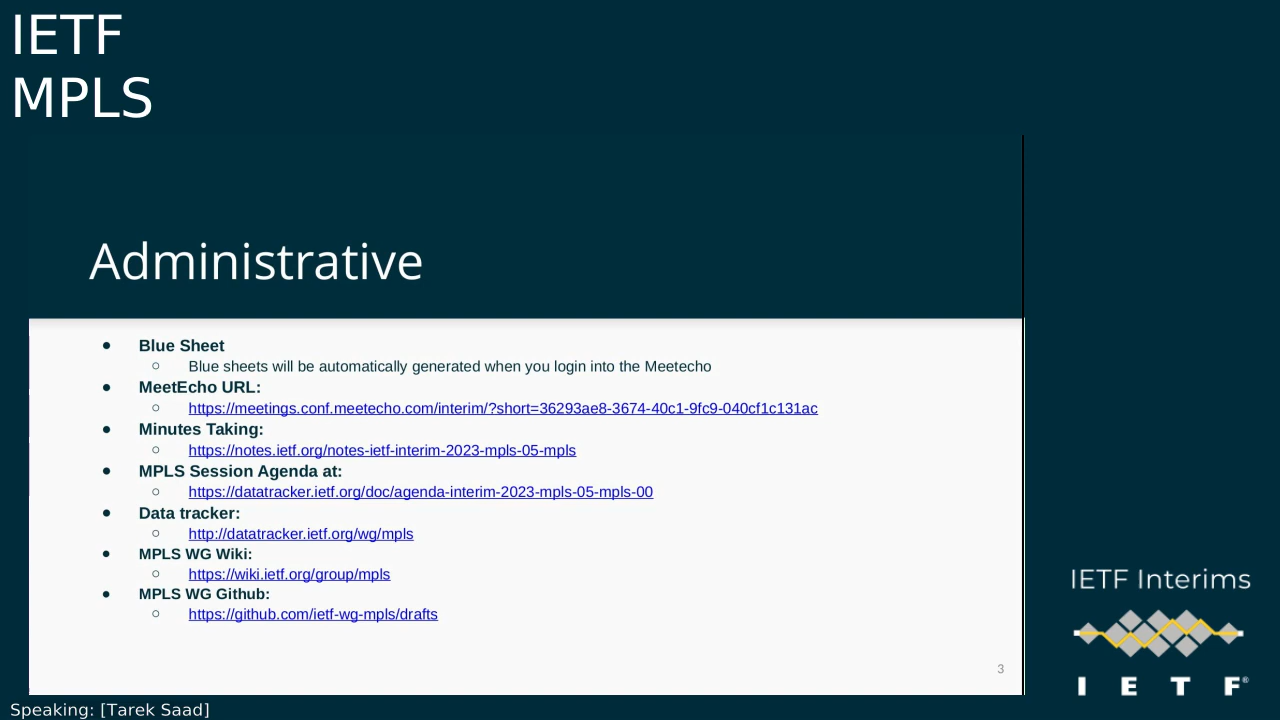 IETF
MPLS
Administrative
● Blue Sheet
○ Blue sheets will be automatically generated when you login into the Meetecho
● MeetEcho URL:
○ https://meetings.conf.meetecho.com/interim/?short=36293ae8-3674-40c1-9fc9-040cf1c131ac
● Minutes Taking:
○ https://notes.ietf.org/notes-ietf-interim-2023-mpls-05-mpls
● MPLS Session Agenda at:
○ https://datatracker.ietf.org/doc/agenda-interim-2023-mpls-05-mpls-00
● Data tracker:
○ http://datatracker.ietf.org/wg/mpls
● MPLS WG Wiki:
○ https://wiki.ietf.org/group/mpls
● MPLS WG Github:
○ https://github.com/ietf-wg-mpls/drafts
3
IETF Interims
I E T F®
Speaking: [Tarek Saad]